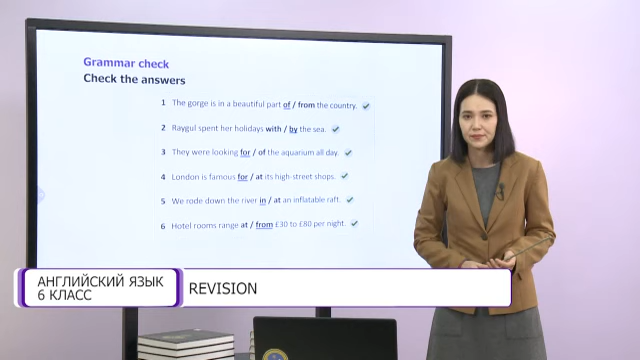 Grammar check
Check the answers
1 The gorge is in a beautiful part of / from the country.
2 Raygul spent her holidays with / by the sea.
3 They were looking for / of the aquarium all day.
4 London is famous for / at its high-street shops.
5 We rode down the river in / at an inflatable raft.
6 Hotel rooms range at / from £30 to £80 per night.
АНГЛИЙСКИЙ ЯЗЫК
6 КЛАСС
REVISION